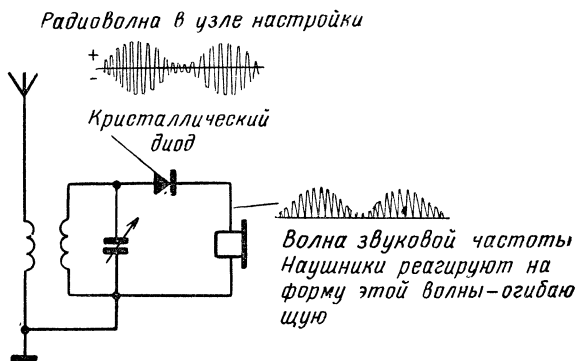 Радиоволна в узле настройки
+
-
Кристаллический
диод
Волна звуковой частоты
Наушники реагируют на
форму этой волны-огибаю
щую